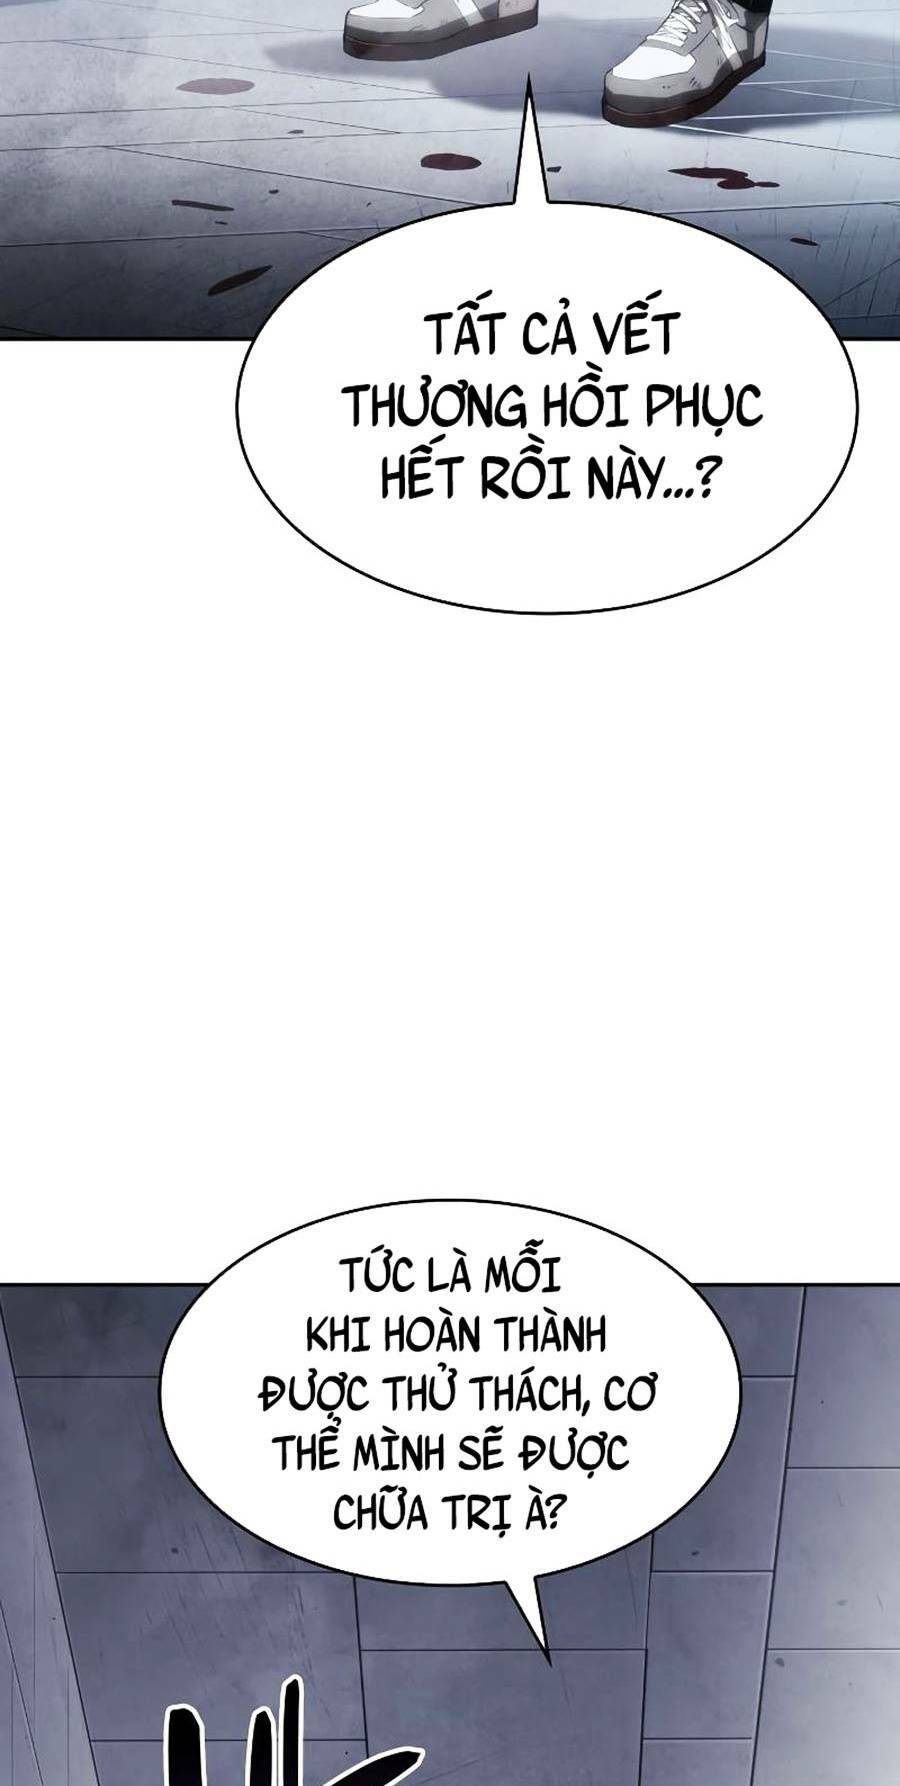 TẤT CẢ VẾT
THƯƠNG HỒI PHỤC
HẾT RỒI NÀY...?
TỨC LÀ MỖI
KHI HOÀN THÀNH
ĐƯỢC THỬ THÁCH, CƠ
THỂ MÌNH SẼ ĐƯỢC
CHỮA TRỊ À?